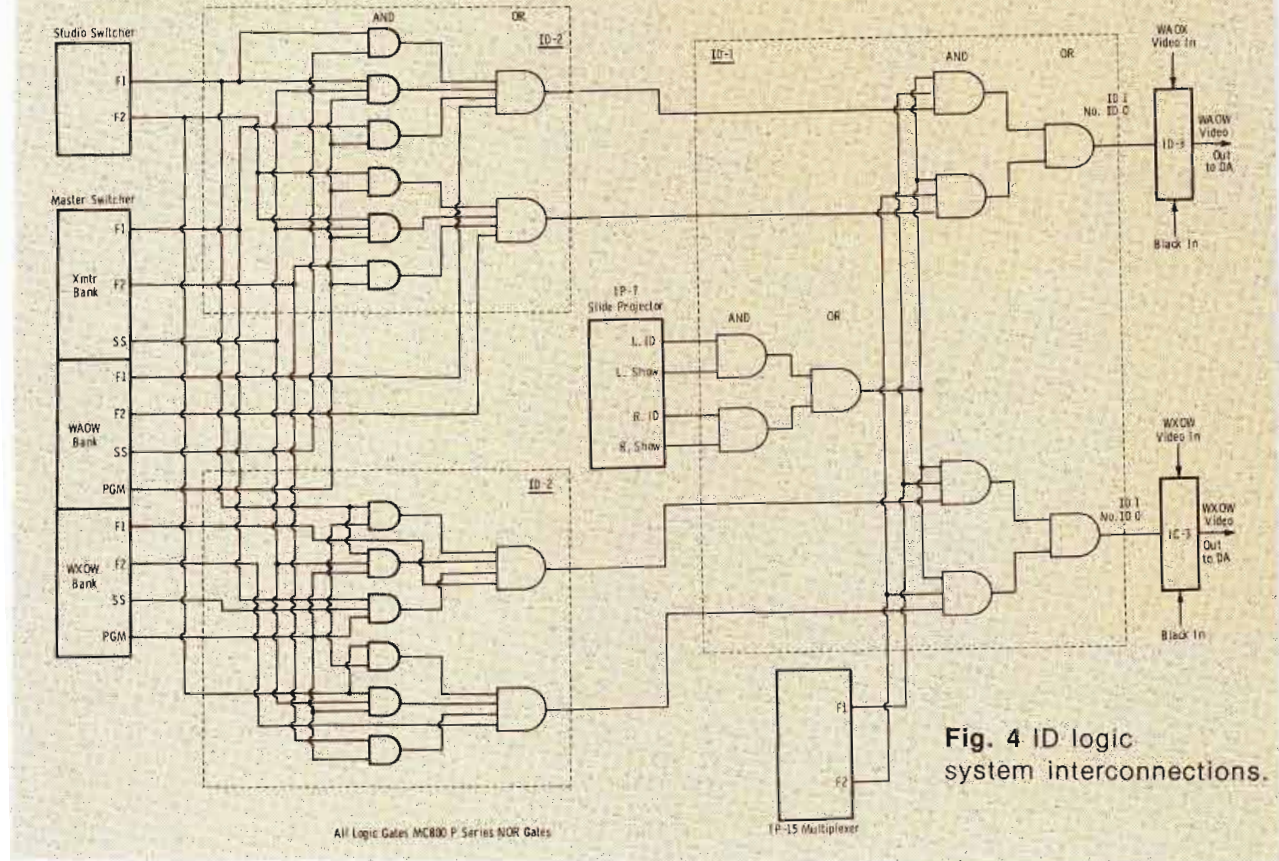 Studio Switcher
F1
F2
Master Switcher
Xmtr
Bank
F1
F2
SS
WAOW
Bank
F1
F2
SS
PGM
WXOW
Bank
F1
F2
SS
PGM
AND
OR
ID-2
ID-2
TP-7
Slide Projector
L. ID
L. Show
R. ID
R. Show
AND
OR
ID-1
AND
OR
ID 1
No. ID 0
WAOX
Video In
ID-3
WAOW
Video
Out
to DA
Black In
ID 1
No. ID 0
WXOW
Video In
IC-3
WXOW
Video
Out
to DA
Black In
F1
F2
TP-15 Multiplexer
All Logic Gates MC800 P Series NOR Gates
Fig. 4 ID logic
system interconnections.